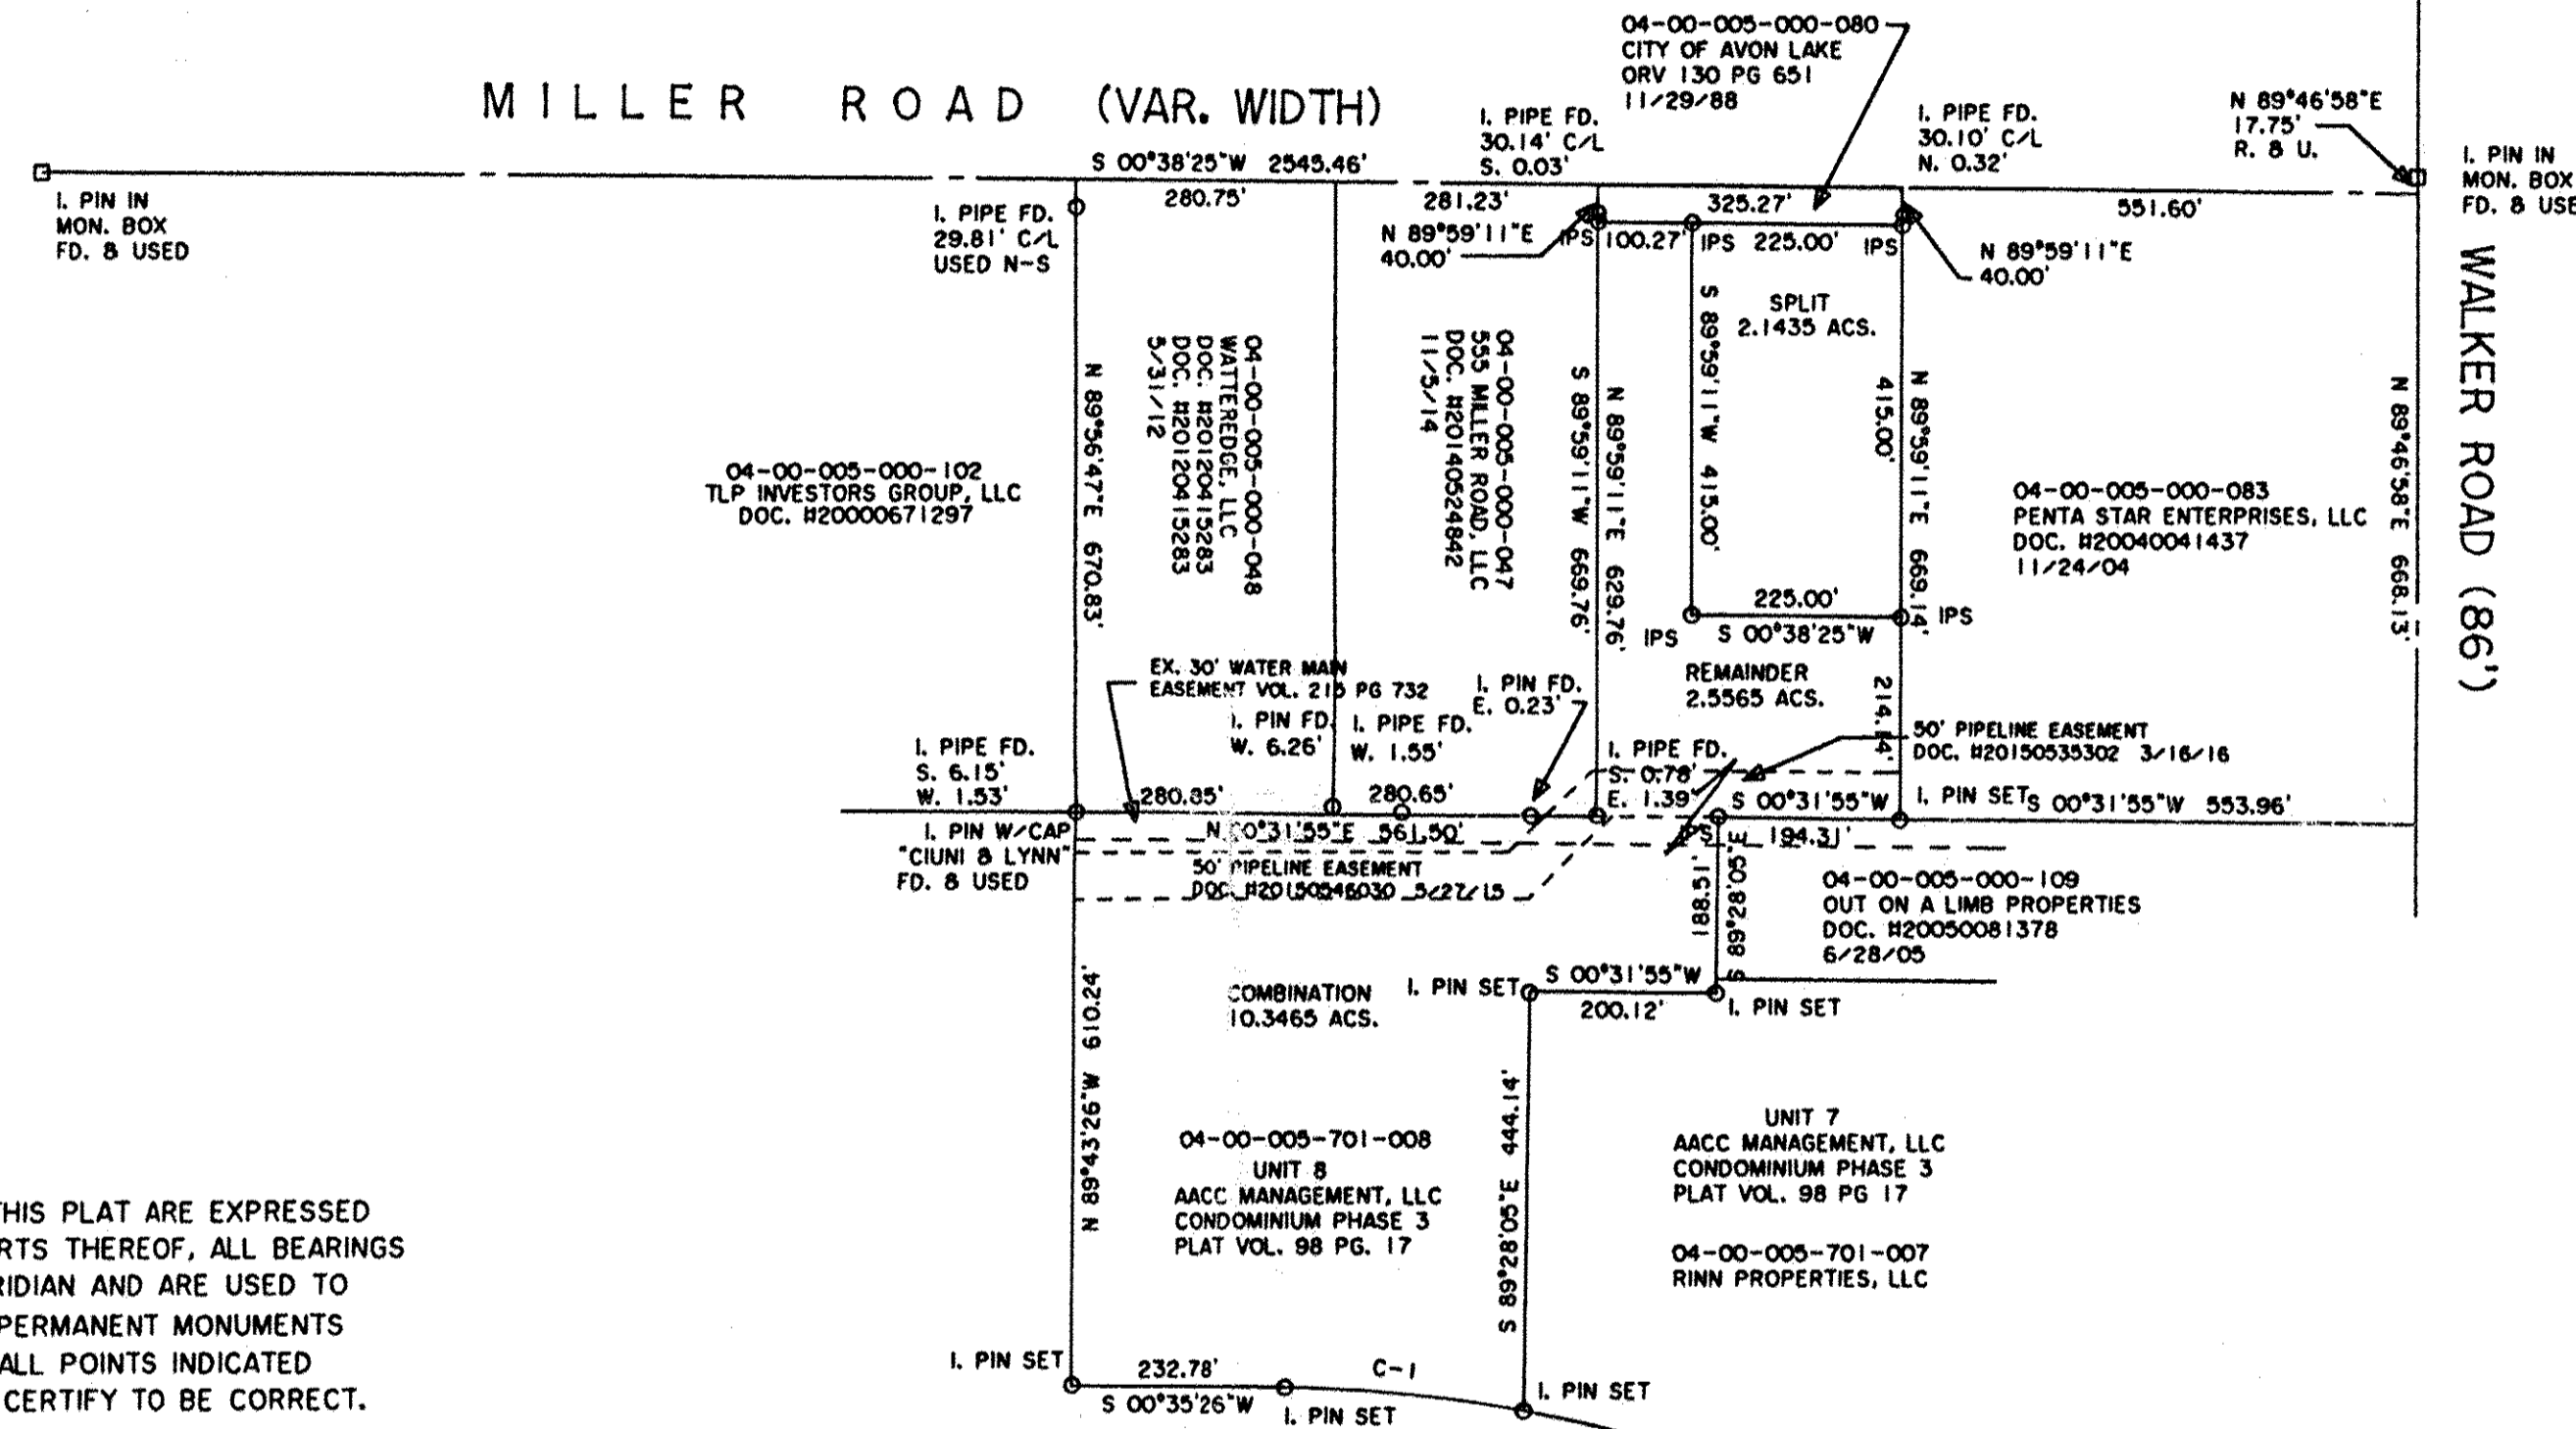 MILLER ROAD (VAR. WIDTH)
04-00-005-000-080
CITY OF AVON LAKE
ORV 130 PG 651
11/29/88
N 89°46'58"E
17.75'
R. & U.
I. PIN IN
MON. BOX
FD. & USE
I. PIN IN
MON. BOX
FD. & USED
S 00°38'25"W 2545.46'
280.75'
281.23'
325.27'
551.60'
I. PIPE FD.
30.14' C/L
S. 0.03'
I. PIPE FD.
30.10' C/L
N. 0.32'
I. PIPE FD.
29.81' C/L
USED N-S
N 89°59'11"E
40.00'
IPS
100.27'
IPS
225.00'
IPS
N 89°59'11"E
40.00'
WALKER ROAD (86')
SPLIT
2.1435 ACS.
N 89°56'47"E 670.83'
04-00-005-000-048
WATTEREDGE, LLC
DOC. #20120415283
DOC. #20120415283
5/31/12
04-00-005-000-047
555 MILLER ROAD, LLC
DOC. #20140524842
11/5/14
S 89°59'11"W 669.76'
N 89°59'11"E 629.76'
S 89°59'11"W 415.00'
415.00'
N 89°59'11"E 669.14'
N 89°46'58"E 668.13'
04-00-005-000-102
TLP INVESTORS GROUP, LLC
DOC. #20000671297
04-00-005-000-083
PENTA STAR ENTERPRISES, LLC
DOC. #20040041437
11/24/04
225.00'
IPS
S 00°38'25"W
IPS
REMAINDER
2.5565 ACS.
214.14'
EX. 30' WATER MAIN
EASEMENT VOL. 215 PG 732
I. PIN FD.
W. 6.26'
I. PIPE FD.
W. 1.55'
I. PIN FD.
E. 0.23'
I. PIPE FD.
S. 0.78'
E. 1.39'
50' PIPELINE EASEMENT
DOC. #20150535302 3/16/16
I. PIPE FD.
S. 6.15'
W. 1.53'
280.85'
280.65'
S 00°31'55"W
I. PIN SET
S 00°31'55"W 553.96'
I. PIN W/CAP
"CIUNI & LYNN"
FD. & USED
N 00°31'55"E 561.50'
IPS
194.31'
50' PIPELINE EASEMENT
DOC. #20150546030 5/27/15
188.51'
S 89°28'05"E
04-00-005-000-109
OUT ON A LIMB PROPERTIES
DOC. #20050081378
6/28/05
COMBINATION
10.3465 ACS.
I. PIN SET
S 00°31'55"W
200.12'
I. PIN SET
N 89°43'26"W 610.24'
S 89°28'05"E 444.14'
04-00-005-701-008
UNIT 8
AACC MANAGEMENT, LLC
CONDOMINIUM PHASE 3
PLAT VOL. 98 PG. 17
UNIT 7
AACC MANAGEMENT, LLC
CONDOMINIUM PHASE 3
PLAT VOL. 98 PG 17
04-00-005-701-007
RINN PROPERTIES, LLC
THIS PLAT ARE EXPRESSED
RTS THEREOF, ALL BEARINGS
RIDIAN AND ARE USED TO
PERMANENT MONUMENTS
ALL POINTS INDICATED
CERTIFY TO BE CORRECT.
I. PIN SET
232.78'
S 00°35'26"W
I. PIN SET
C-1
I. PIN SET